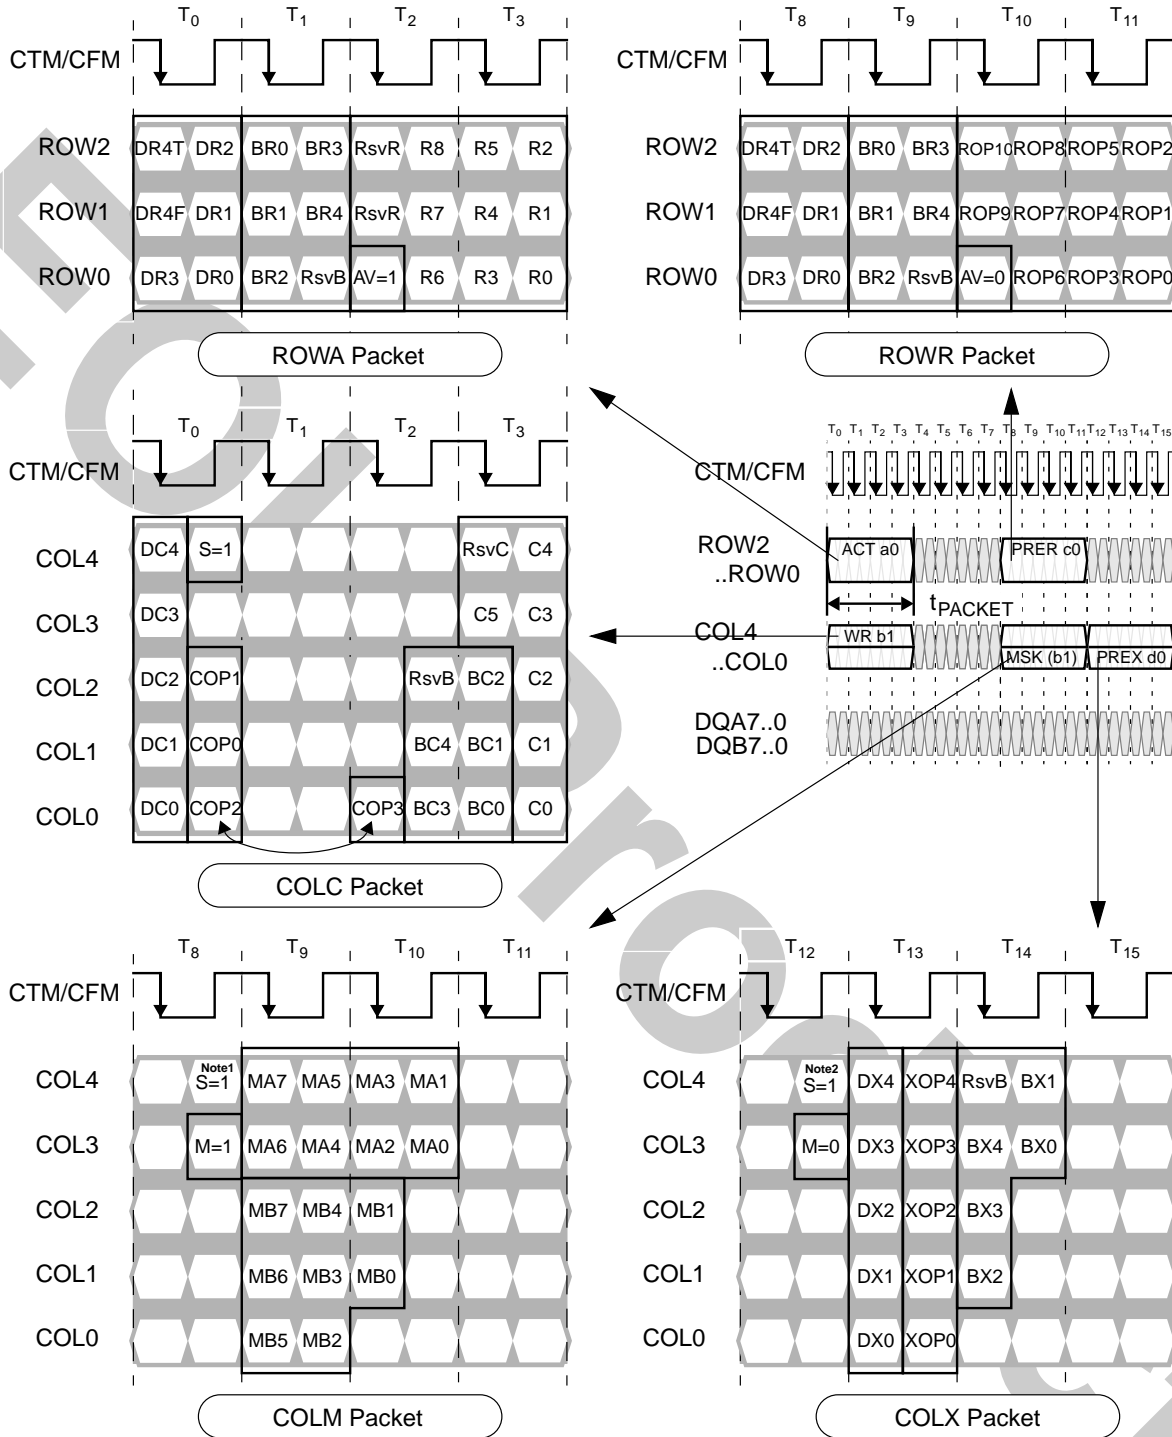 T0 T1 T2 T3
CTM/CFM
ROW2 DR4T DR2 BR0 BR3 RsvR R8 R5 R2
ROW1 DR4F DR1 BR1 BR4 RsvR R7 R4 R1
ROW0 DR3 DR0 BR2 RsvB AV=1 R6 R3 R0
ROWA Packet
T8 T9 T10 T11
CTM/CFM
ROW2 DR4T DR2 BR0 BR3 ROP10 ROP8 ROP5 ROP2
ROW1 DR4F DR1 BR1 BR4 ROP9 ROP7 ROP4 ROP1
ROW0 DR3 DR0 BR2 RsvB AV=0 ROP6 ROP3 ROP0
ROWR Packet
T0 T1 T2 T3
CTM/CFM
COL4 DC4 S=1 RsvC C4
COL3 DC3 C5 C3
COL2 DC2 COP1 RsvB BC2 C2
COL1 DC1 COP0 BC4 BC1 C1
COL0 DC0 COP2 COP3 BC3 BC0 C0
COLC Packet
T0 T1 T2 T3 T4 T5 T6 T7 T8 T9 T10 T11 T12 T13 T14 T15
CTM/CFM
ROW2 ACT a0 PRER c0
..ROW0
tPACKET
COL4 WR b1
..COL0 MSK (b1) PREX d0
DQA7..0
DQB7..0
T8 T9 T10 T11
CTM/CFM
Note1
COL4 S=1 MA7 MA5 MA3 MA1
COL3 M=1 MA6 MA4 MA2 MA0
COL2 MB7 MB4 MB1
COL1 MB6 MB3 MB0
COL0 MB5 MB2
COLM Packet
T12 T13 T14 T15
CTM/CFM
Note2
COL4 S=1 DX4 XOP4 RsvB BX1
COL3 M=0 DX3 XOP3 BX4 BX0
COL2 DX2 XOP2 BX3
COL1 DX1 XOP1 BX2
COL0 DX0 XOP0
COLX Packet